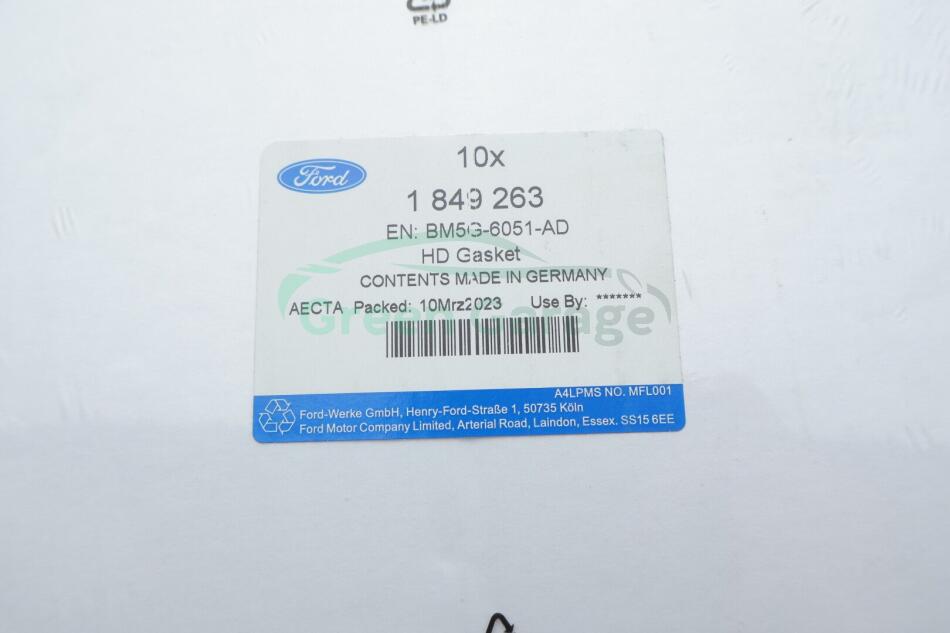 PE-LD
Ford
10x
1 849 263
EN: BM5G-6051-AD
HD Gasket
CONTENTS MADE IN GERMANY
AECTA Packed: 10Mrz2023 Use By: *******
Green Garage
A4LPMS NO. MFL001
Ford-Werke GmbH, Henry-Ford-Straße 1, 50735 Köln
Ford Motor Company Limited, Arterial Road, Laindon, Essex. SS15 6EE